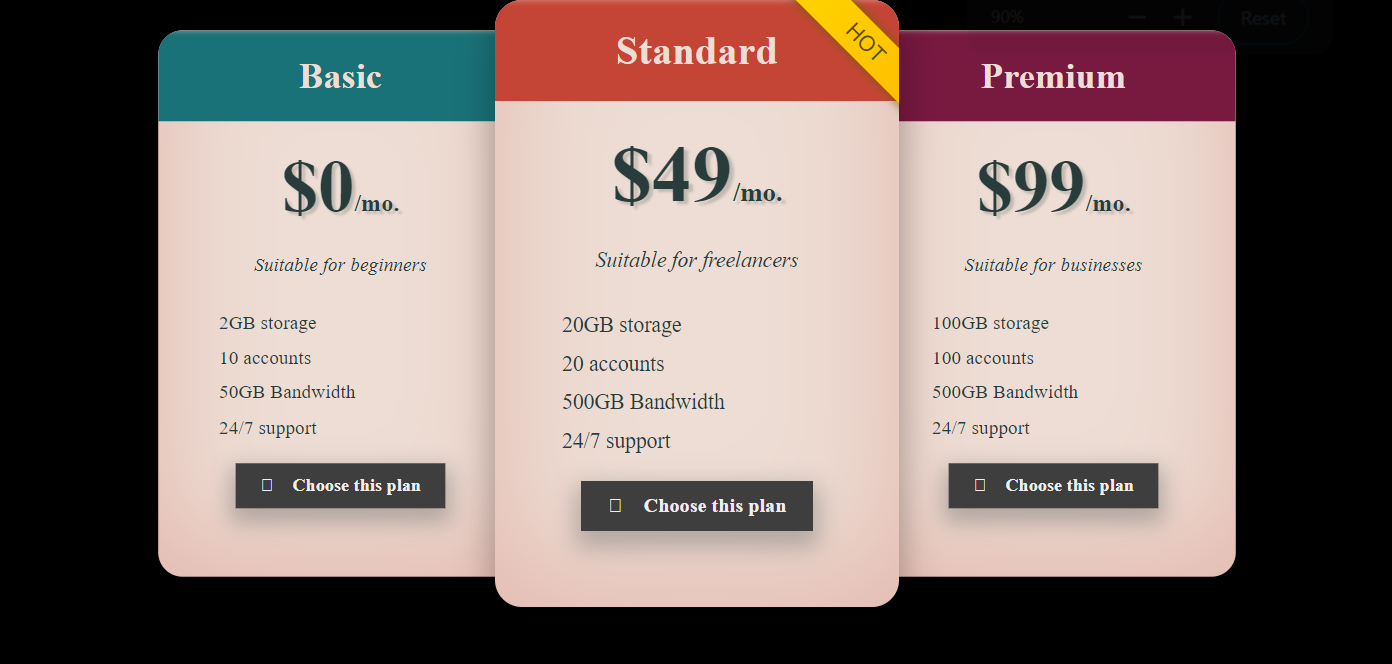 90% − + Reset
Basic
$0/mo.
Suitable for beginners
2GB storage
10 accounts
50GB Bandwidth
24/7 support
Choose this plan
Standard
HOT
$49/mo.
Suitable for freelancers
20GB storage
20 accounts
500GB Bandwidth
24/7 support
Choose this plan
Premium
$99/mo.
Suitable for businesses
100GB storage
100 accounts
500GB Bandwidth
24/7 support
Choose this plan